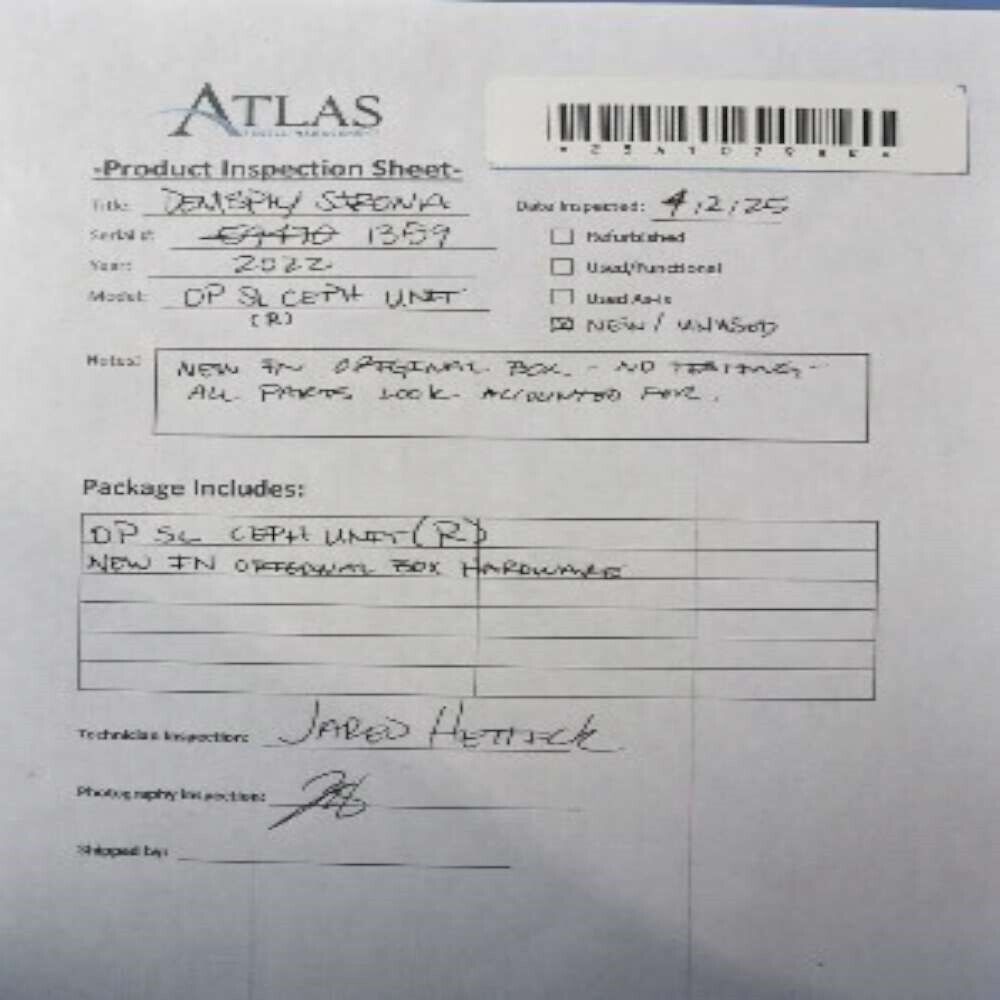 ATLAS
-Product Inspection Sheet-
Title: DENTSPLY SIRONA
Date Inspected: 4/2/25
Serial #: 1359
Refurbished
Year: 2022
Used/Functional
Model: OP SL CEPH UNIT
Used As-Is
(R)
NEW / UNUSED
Notes:
NEW IN ORIGINAL BOX - NO TESTING -
ALL PARTS LOOK ACCOUNTED FOR.
Package Includes:
OP SL CEPH UNIT (R)
NEW IN ORIGINAL BOX HARDWARE
Technician Inspection: JARED
Photography Inspection:
Shipped by: